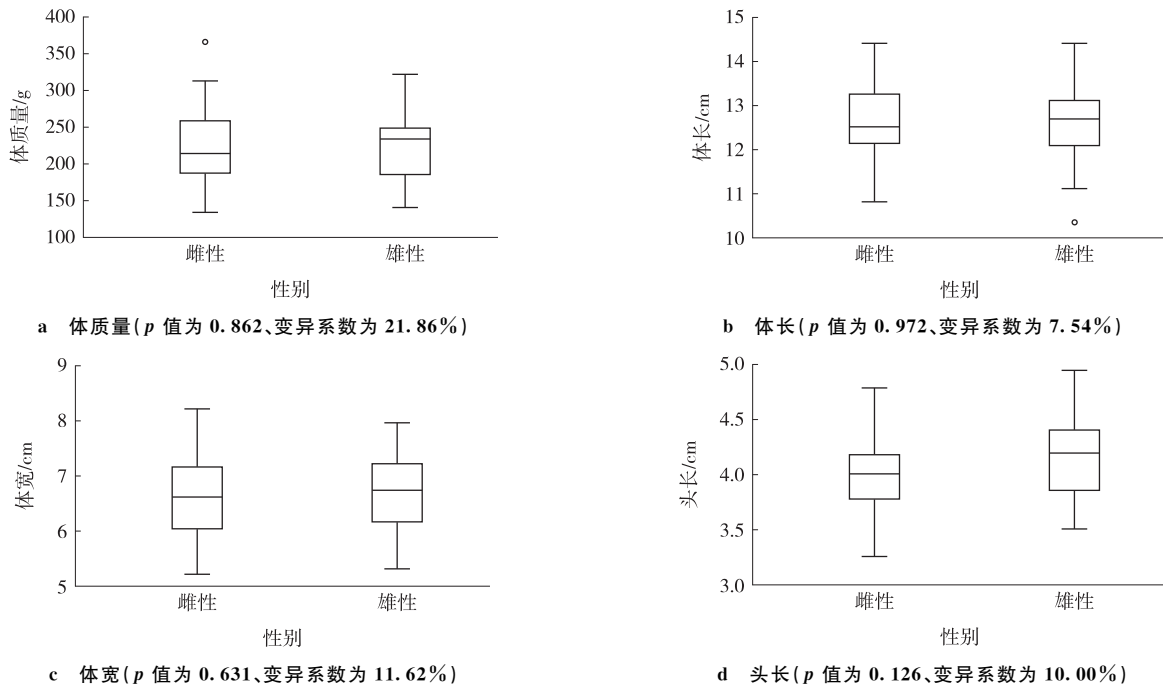 400
350
300
250
200
150
100
体质量/g
雌性
雄性
性别
a 体质量(p 值为 0.862、变异系数为 21.86%)
15
14
13
12
11
10
体长/cm
雌性
雄性
性别
b 体长(p 值为 0.972、变异系数为 7.54%)
9
8
7
6
5
体宽/cm
雌性
雄性
性别
c 体宽(p 值为 0.631、变异系数为 11.62%)
5.0
4.5
4.0
3.5
3.0
头长/cm
雌性
雄性
性别
d 头长(p 值为 0.126、变异系数为 10.00%)